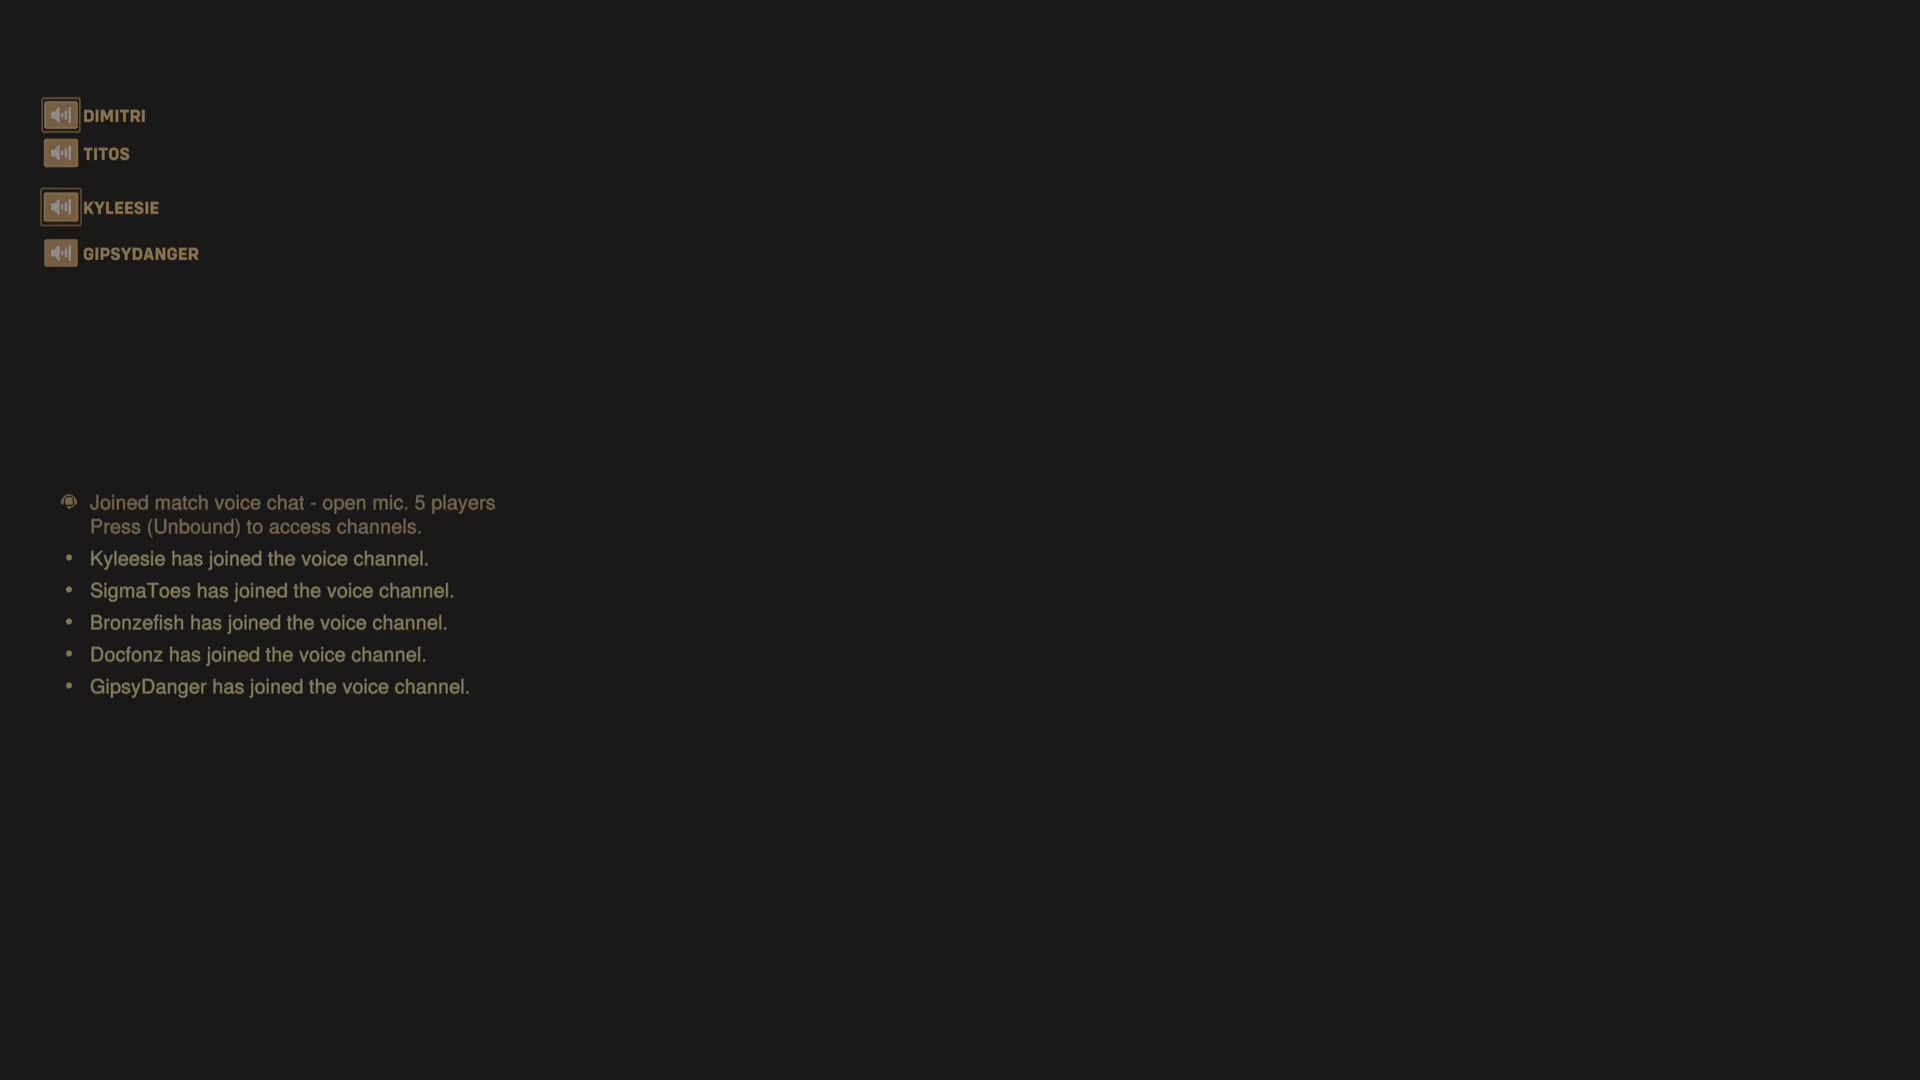 DIMITRI
TITOS
KYLEESIE
GIPSYDANGER
Joined match voice chat - open mic. 5 players
Press (Unbound) to access channels.
• Kyleesie has joined the voice channel.
• SigmaToes has joined the voice channel.
• Bronzefish has joined the voice channel.
• Docfonz has joined the voice channel.
• GipsyDanger has joined the voice channel.